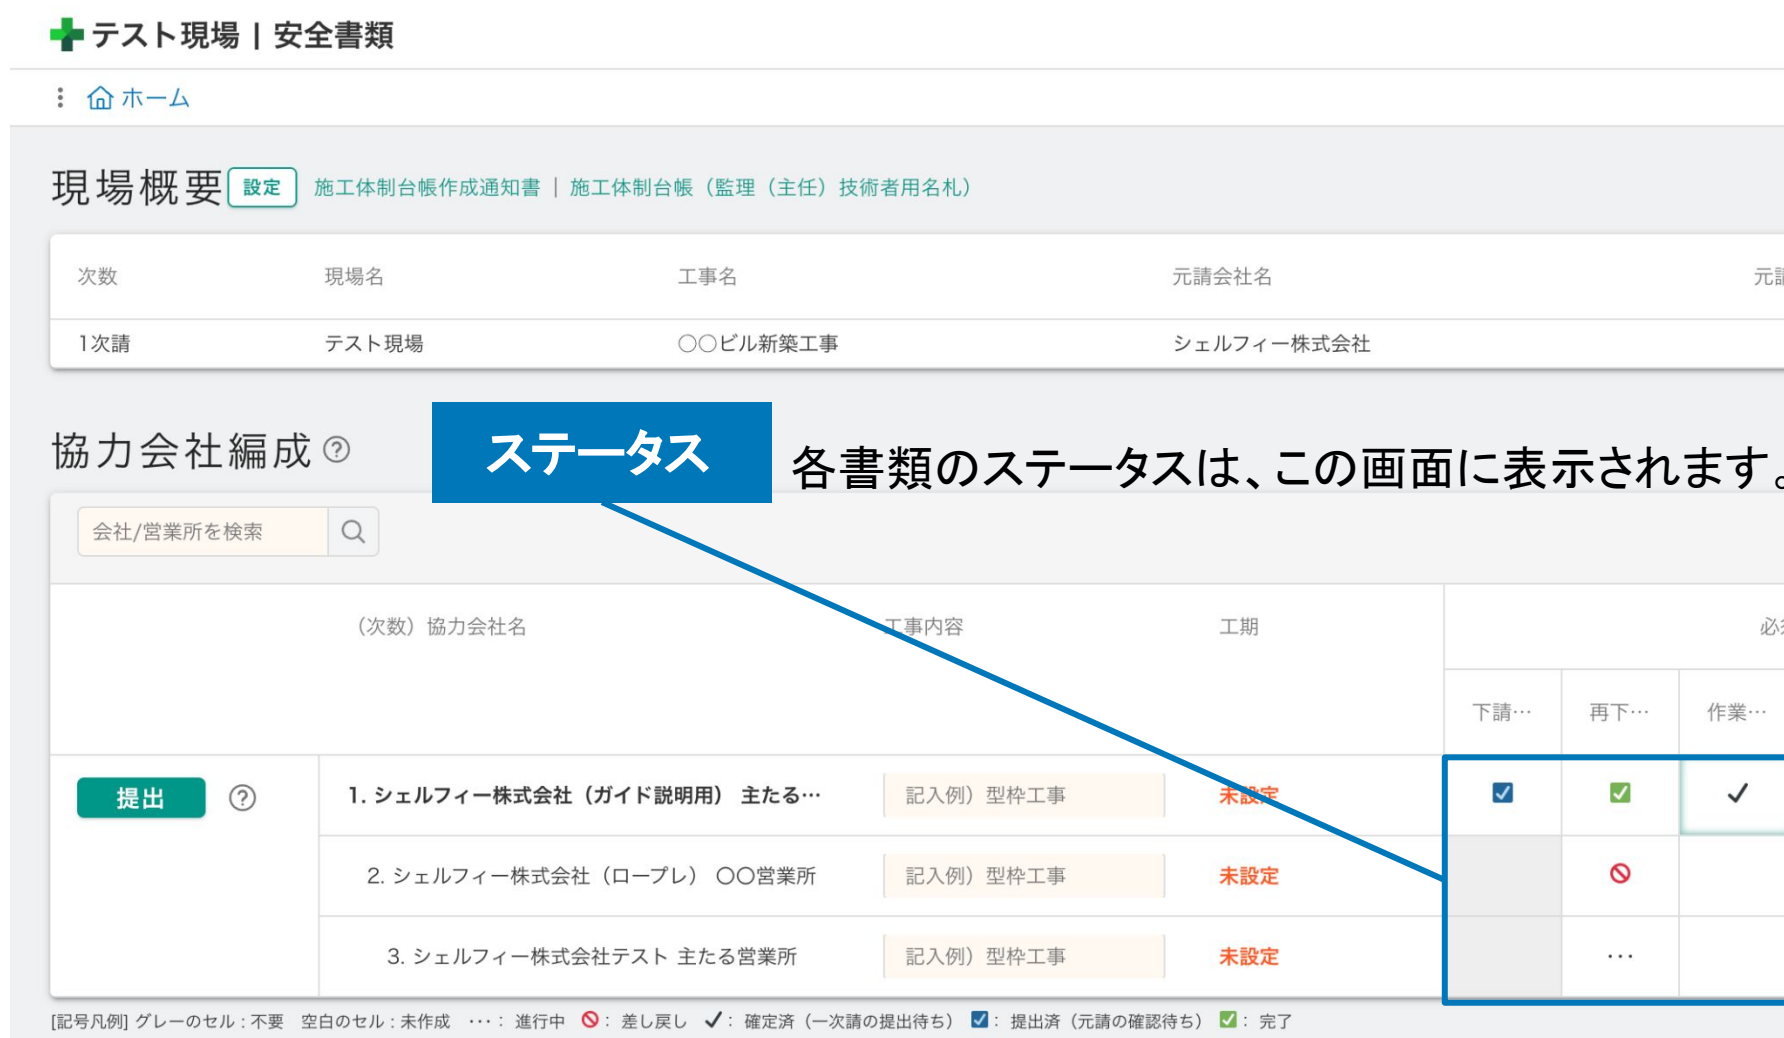 テスト現場 | 安全書類
ホーム
現場概要 設定 施工体制台帳作成通知書 | 施工体制台帳（監理（主任）技術者用名札）
次数 現場名 工事名 元請会社名 元請
1次請 テスト現場 〇〇ビル新築工事 シェルフィー株式会社
協力会社編成 ?
ステータス
各書類のステータスは、この画面に表示されます。
会社/営業所を検索
（次数）協力会社名 工事内容 工期 必須
下請… 再下… 作業…
提出 ? 1. シェルフィー株式会社（ガイド説明用） 主たる… 記入例）型枠工事 未設定
2. シェルフィー株式会社（ロープレ） 〇〇営業所 記入例）型枠工事 未設定
3. シェルフィー株式会社テスト 主たる営業所 記入例）型枠工事 未設定 …
[記号凡例] グレーのセル : 不要 空白のセル : 未作成 … : 進行中 🚫 : 差し戻し ✓ : 確定済（一次請の提出待ち） ☑ : 提出済（元請の確認待ち） ✅ : 完了